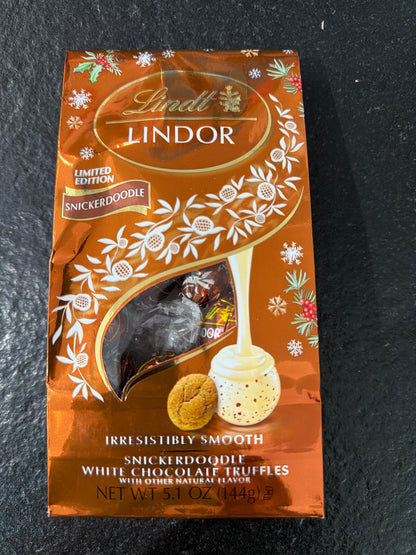 Lindt
LINDOR
LIMITED
EDITION
SNICKERDOODLE
IRRESISTIBLY SMOOTH
SNICKERDOODLE
WHITE CHOCOLATE TRUFFLES
WITH OTHER NATURAL FLAVOR
NET WT 5.1 OZ (144g)